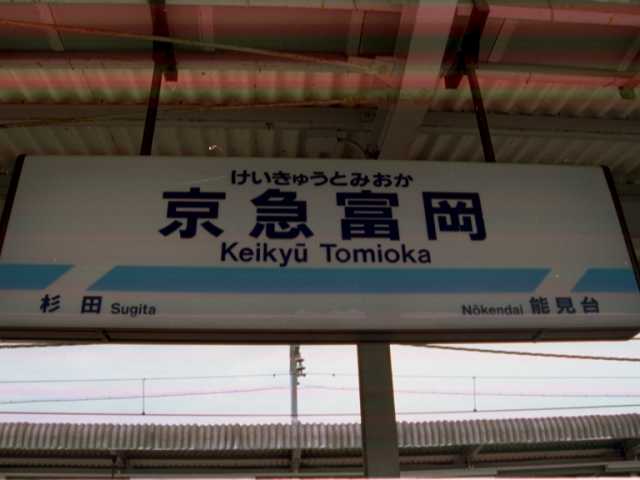 けいきゅうとみおか
京急富岡
Keikyū Tomioka
杉田 Sugita
Nōkendai 能見台